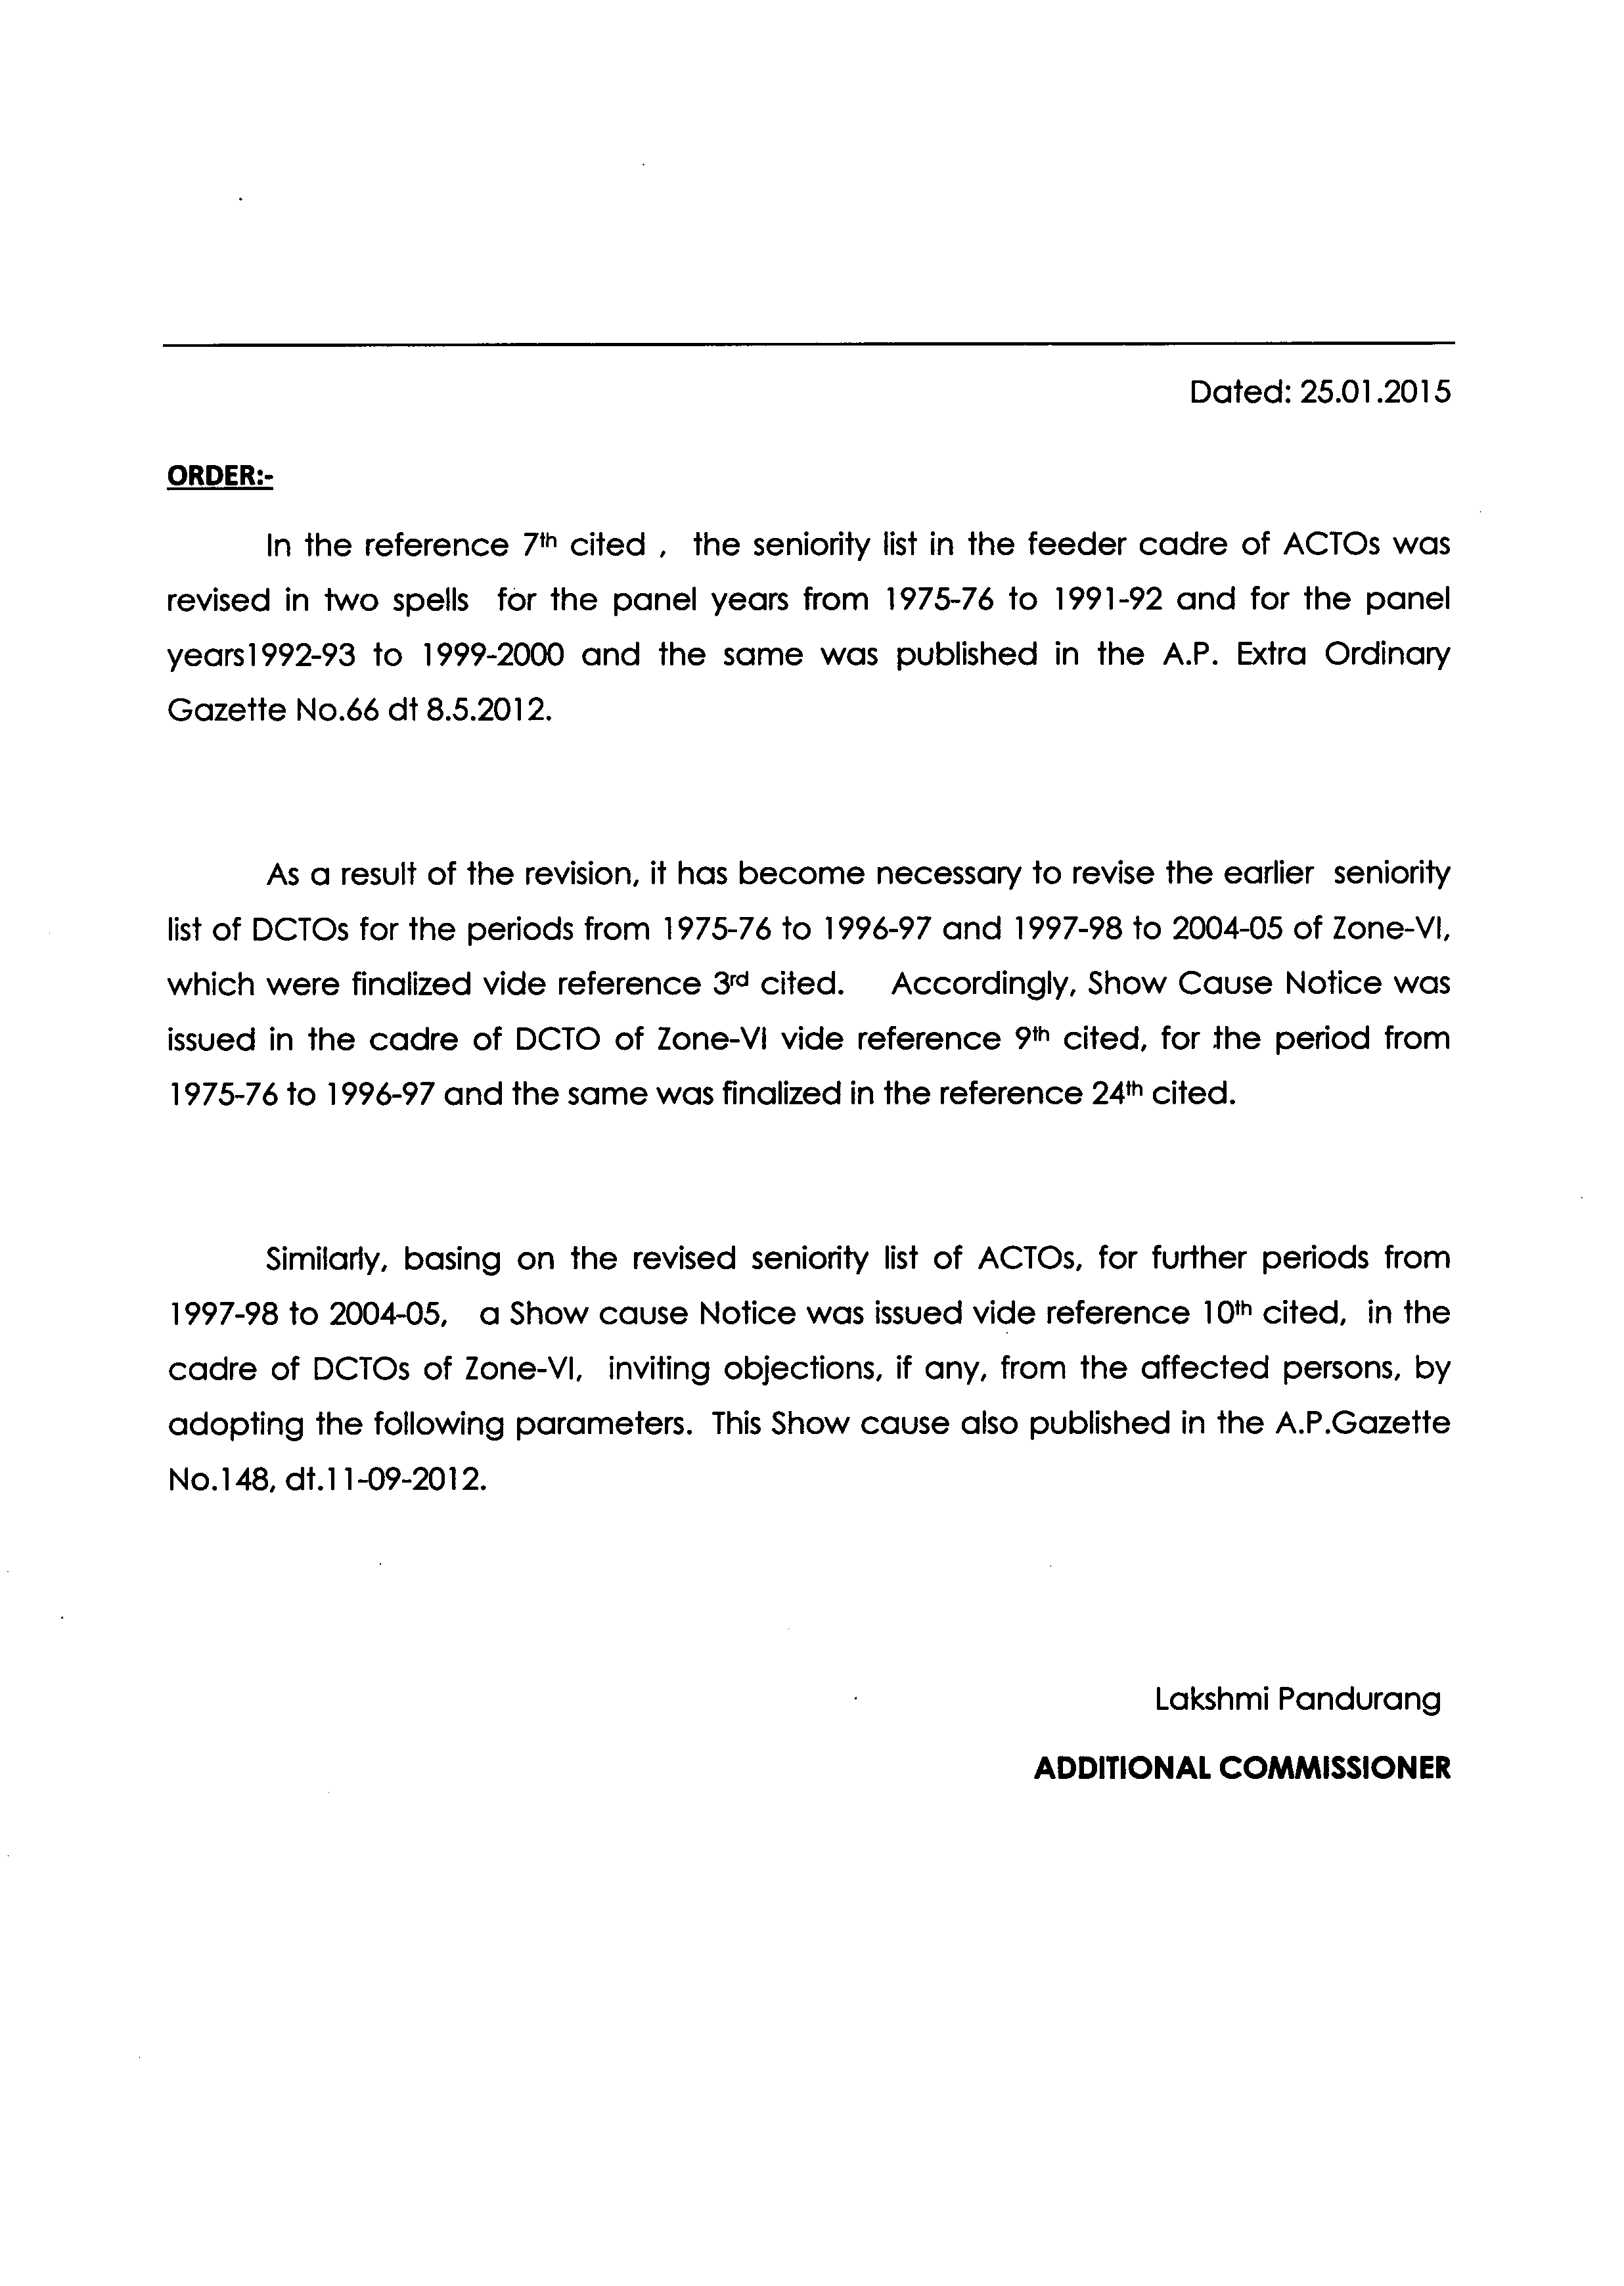 Dated: 25.01.2015
ORDER:-
In the reference 7th cited , the seniority list in the feeder cadre of ACTOs was
revised in two spells for the panel years from 1975-76 to 1991-92 and for the panel
years1992-93 to 1999-2000 and the same was published in the A.P. Extra Ordinary
Gazette No.66 dt 8.5.2012.
As a result of the revision, it has become necessary to revise the earlier seniority
list of DCTOs for the periods from 1975-76 to 1996-97 and 1997-98 to 2004-05 of Zone-VI,
which were finalized vide reference 3rd cited. Accordingly, Show Cause Notice was
issued in the cadre of DCTO of Zone-VI vide reference 9th cited, for the period from
1975-76 to 1996-97 and the same was finalized in the reference 24th cited.
Similarly, basing on the revised seniority list of ACTOs, for further periods from
1997-98 to 2004-05, a Show cause Notice was issued vide reference 10th cited, in the
cadre of DCTOs of Zone-VI, inviting objections, if any, from the affected persons, by
adopting the following parameters. This Show cause also published in the A.P.Gazette
No.148, dt.11-09-2012.
Lakshmi Pandurang
ADDITIONAL COMMISSIONER